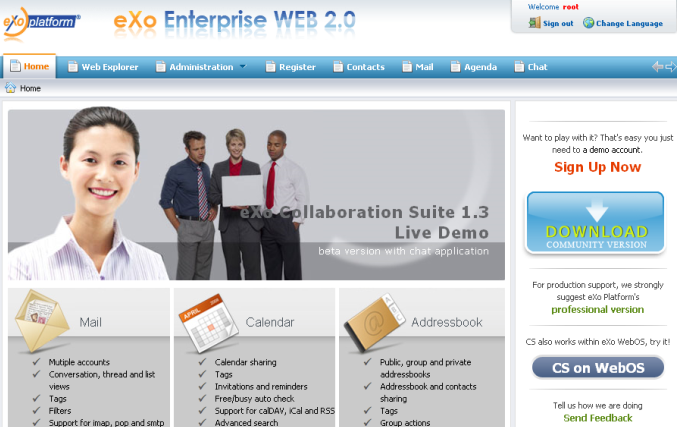 eXo platform
eXo Enterprise WEB 2.0
Welcome root
Sign out Change Language
Home Web Explorer Administration Register Contacts Mail Agenda Chat
Home
eXo Collaboration Suite 1.3
Live Demo
beta version with chat application
Want to play with it? That's easy you just
need to a demo account.
Sign Up Now
DOWNLOAD
COMMUNITY VERSION
For production support, we strongly
suggest eXo Platform's
professional version
CS also works within eXo WebOS, try it!
CS on WebOS
Tell us how we are doing
Send Feedback
Mail
Mutiple accounts
Conversation, thread and list
views
Tags
Filters
Support for imap, pop and smtp
APRIL
Calendar
Calendar sharing
Tags
Invitations and reminders
Free/busy auto check
Support for calDAV, iCal and RSS
Advanced search
@
Addressbook
Public, group and private
addressbooks
Addressbook and contacts
sharing
Tags
Group actions